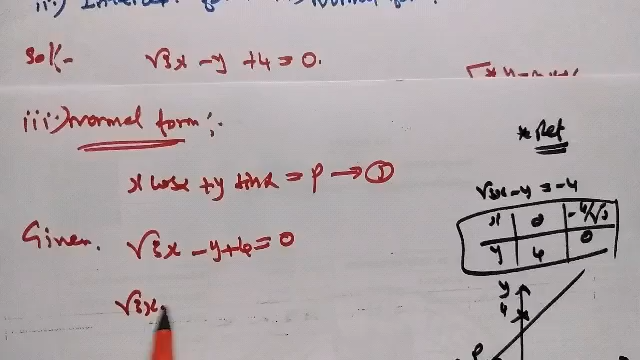 Sol:- √3x - y + 4 = 0.
iii) Normal form:-
x cosα + y sinα = P → ①
Given. √3x - y + 4 = 0
√3x
* Ref
√3x - y = -4
x | 0 | -4/√3
y | 4 | 0
y
4
P